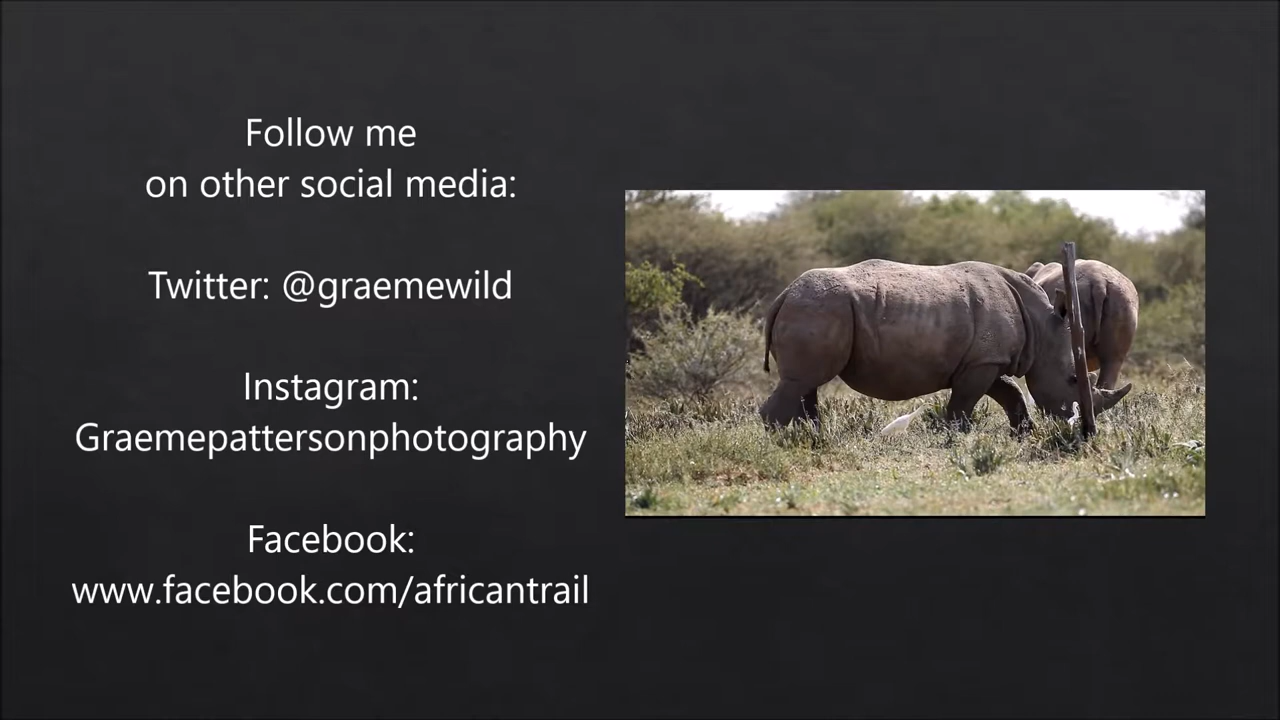 Follow me
on other social media:
Twitter: @graemewild
Instagram:
Graemepattersonphotography
Facebook:
www.facebook.com/africantrail